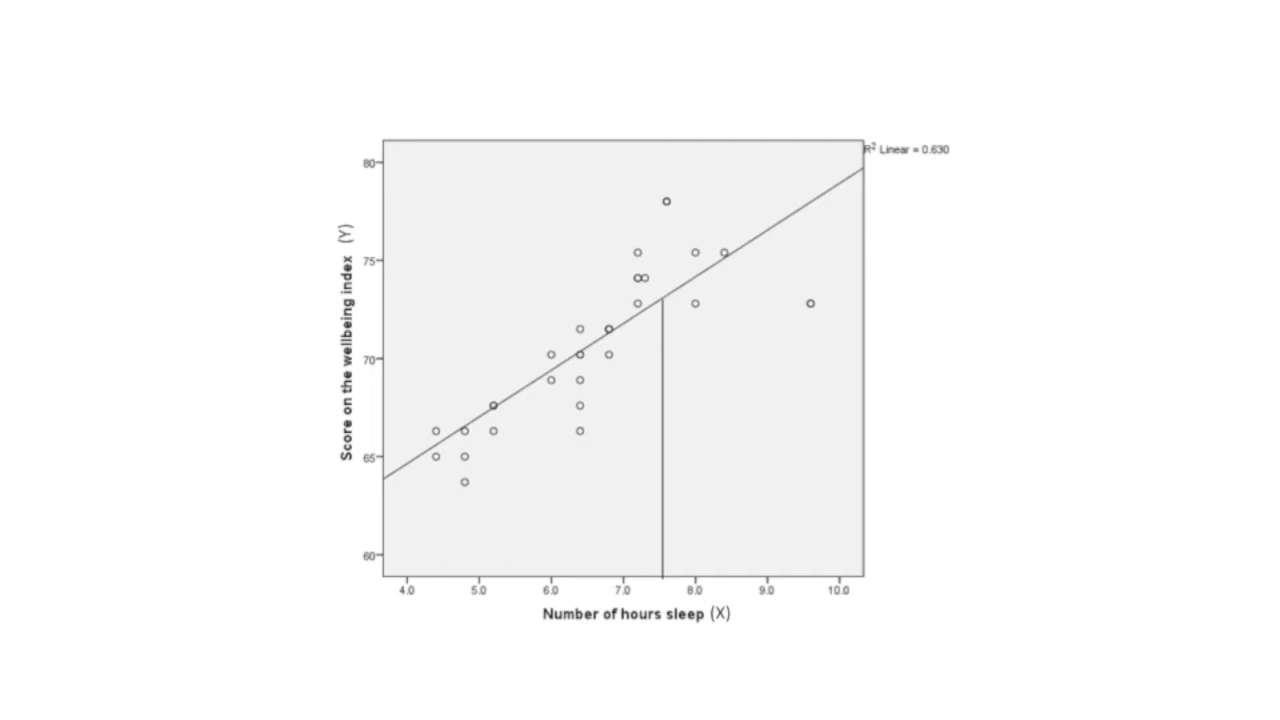 R² Linear = 0.630
80
75
70
65
60
Score on the wellbeing index (Y)
4.0 5.0 6.0 7.0 8.0 9.0 10.0
Number of hours sleep (X)